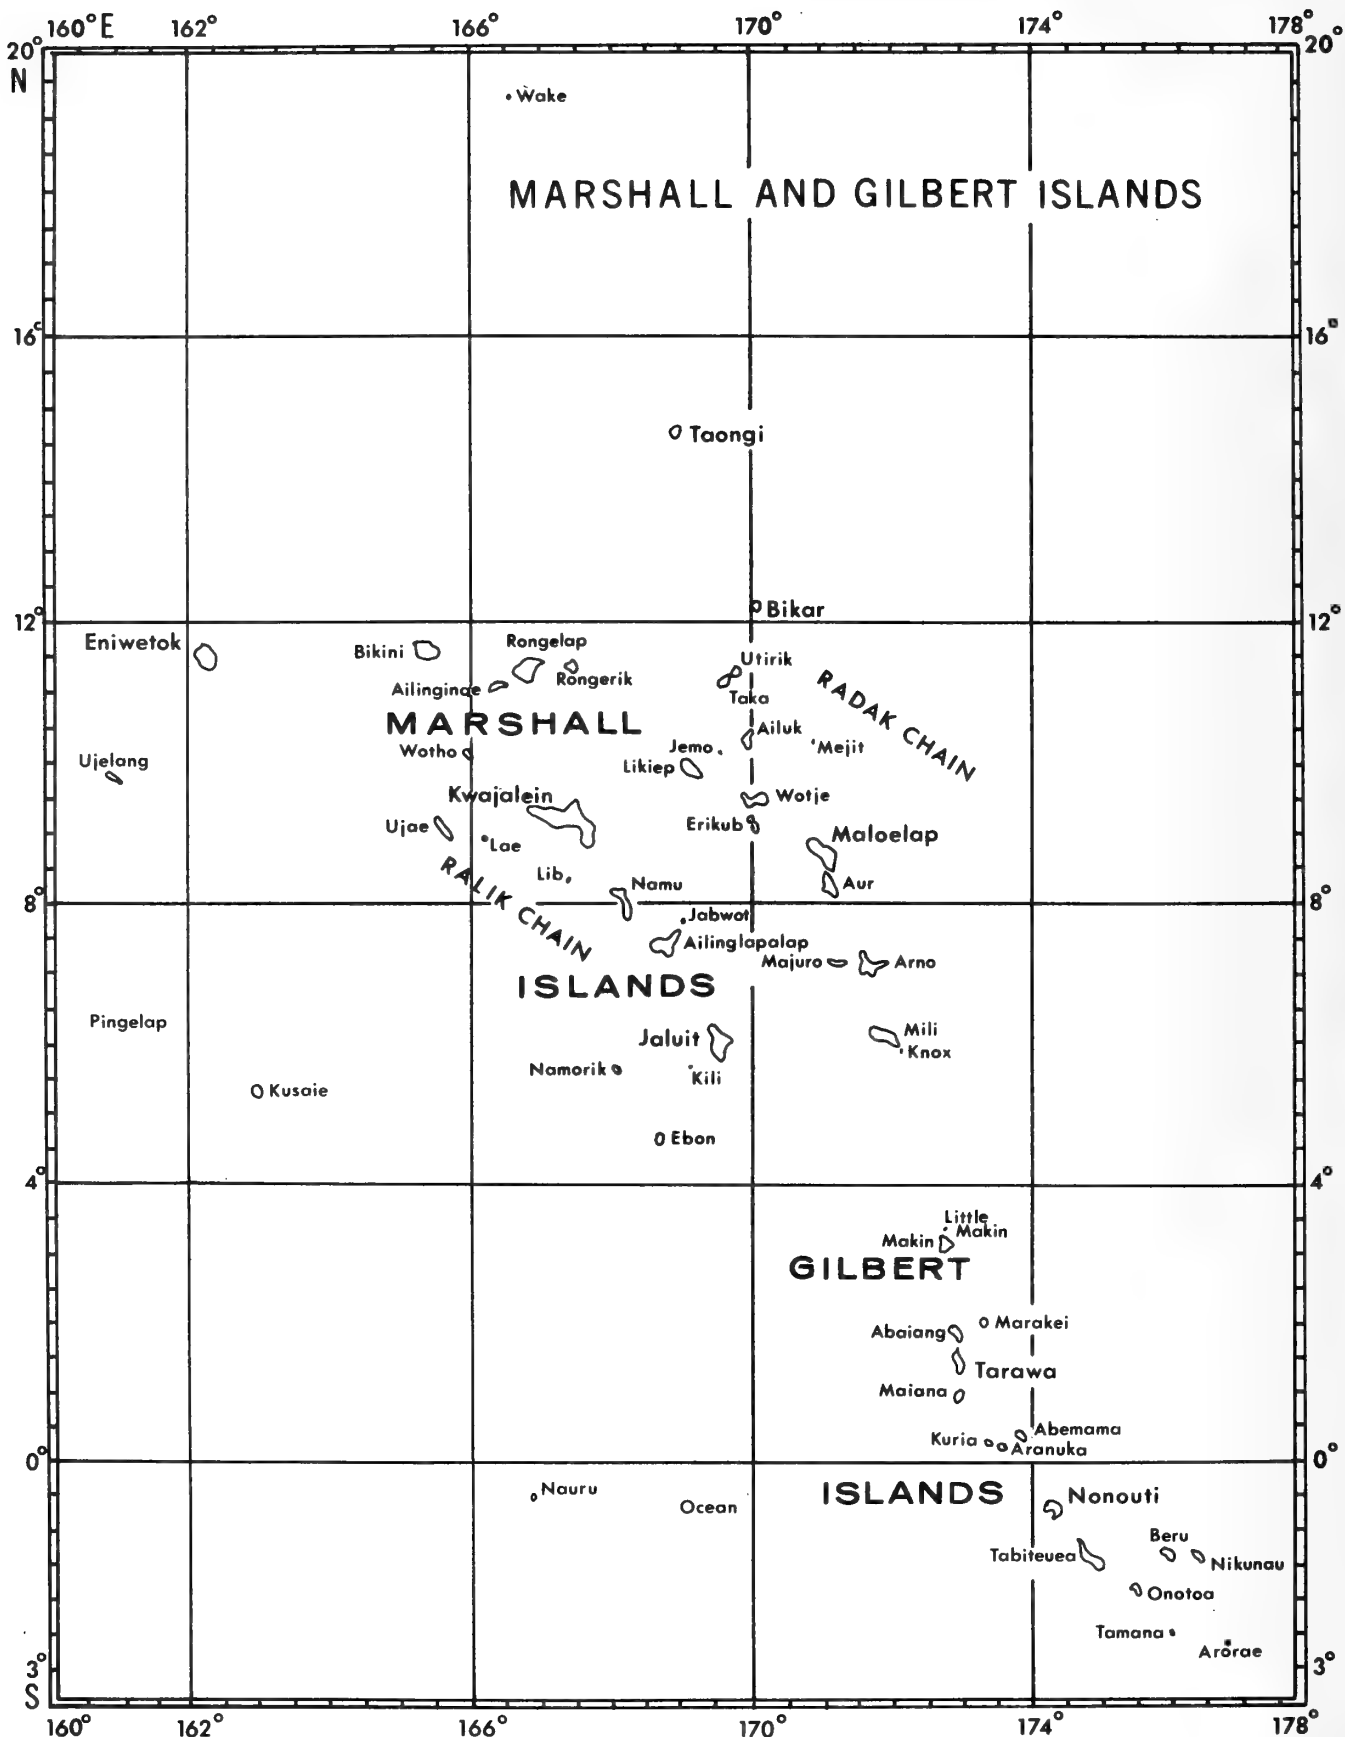 160°E 162° 166° 170° 174° 178°
20° 20°
N
Wake
MARSHALL AND GILBERT ISLANDS
16° 16°
Taongi
Bikar
12° 12°
Eniwetok
Bikini
Rongelap
Utirik
Rongerik
Ailinginae
Taka
RADAK CHAIN
MARSHALL
Ailuk
Wotho
Jemo
Mejit
Ujelang
Likiep
Kwajalein
Wotje
Ujae
Erikub
Maloelap
Lae
RALIK CHAIN
Lib
Namu
Aur
8° 8°
Jabwot
Ailinglapalap
Majuro
Arno
ISLANDS
Pingelap
Jaluit
Mili
Knox
Namorik
Kili
Kusaie
Ebon
4° 4°
Little
Makin
Makin
GILBERT
Marakei
Abaiang
Tarawa
Maiana
Abemama
Kuria
Aranuka
0° 0°
Nauru
Ocean
ISLANDS
Nonouti
Beru
Tabiteuea
Nikunau
Onotoa
Tamana
Arorae
3° 3°
S
160° 162° 166° 170° 174° 178°